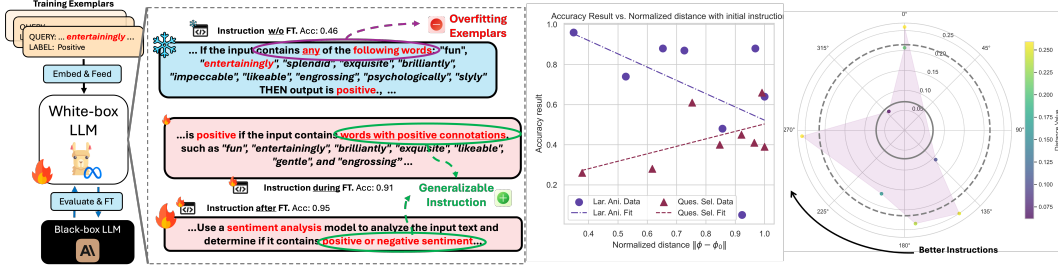 Training Exemplars
QUERY:
QUERY: ... entertainingly ...
LABEL: Positive
Embed & Feed
White-box
LLM
Evaluate & FT
Black-box LLM
Instruction w/o FT. Acc: 0.46
Overfitting
Exemplars
... If the input contains any of the following words: "fun",
"entertainingly", "splendid", "exquisite", "brilliantly",
"impeccable", "likeable", "engrossing", "psychologically", "slyly"
THEN output is positive., ...
...is positive if the input contains words with positive connotations,
such as "fun", "entertainingly", "brilliantly", "exquisite", "likeable",
"gentle", and "engrossing" ...
Instruction during FT. Acc: 0.91
Generalizable
Instruction
Instruction after FT. Acc: 0.95
...Use a sentiment analysis model to analyze the input text and
determine if it contains positive or negative sentiment...
Accuracy Result vs. Normalized distance with initial instruction
Accuracy result
1.0
0.8
0.6
0.4
0.2
Lar. Ani. Data
Lar. Ani. Fit
Ques. Sel. Data
Ques. Sel. Fit
0.4 0.5 0.6 0.7 0.8 0.9 1.0
Normalized distance ‖ϕ − ϕ₀‖
0°
315°
270°
225°
180°
135°
90°
0.25
0.20
0.15
0.10
0.05
0.250
0.225
0.200
0.175
0.150
0.125
0.100
0.075
Better Instructions